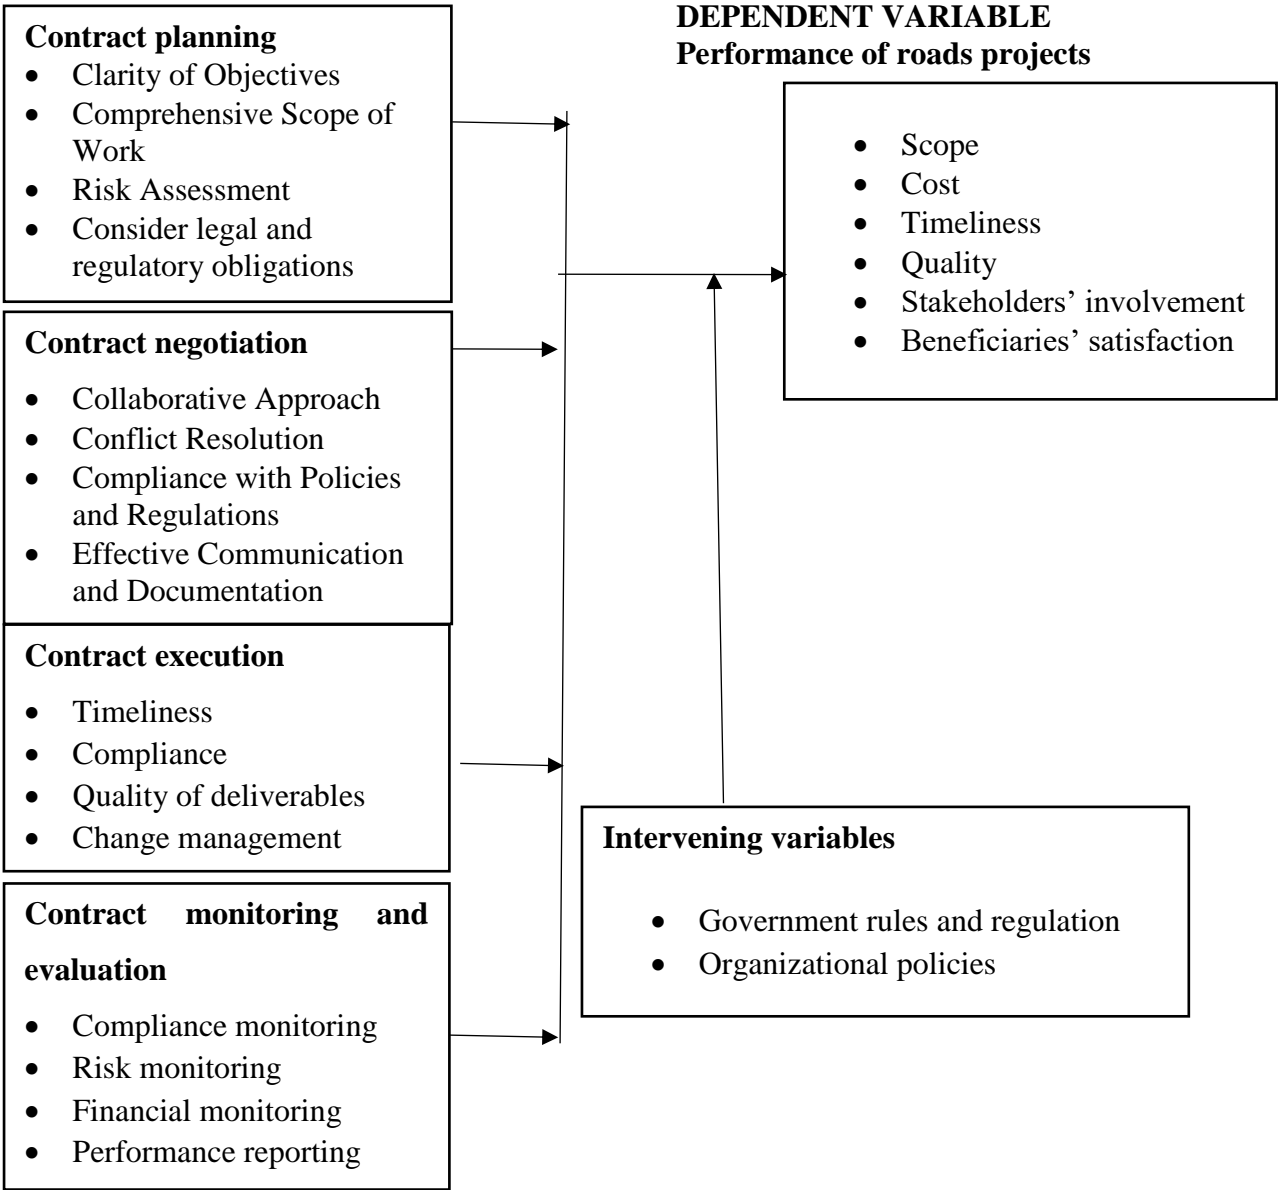 Contract planning
• Clarity of Objectives
• Comprehensive Scope of
Work
• Risk Assessment
• Consider legal and
regulatory obligations
Contract negotiation
• Collaborative Approach
• Conflict Resolution
• Compliance with Policies
and Regulations
• Effective Communication
and Documentation
Contract execution
• Timeliness
• Compliance
• Quality of deliverables
• Change management
Contract monitoring and
evaluation
• Compliance monitoring
• Risk monitoring
• Financial monitoring
• Performance reporting
DEPENDENT VARIABLE
Performance of roads projects
• Scope
• Cost
• Timeliness
• Quality
• Stakeholders’ involvement
• Beneficiaries’ satisfaction
Intervening variables
• Government rules and regulation
• Organizational policies